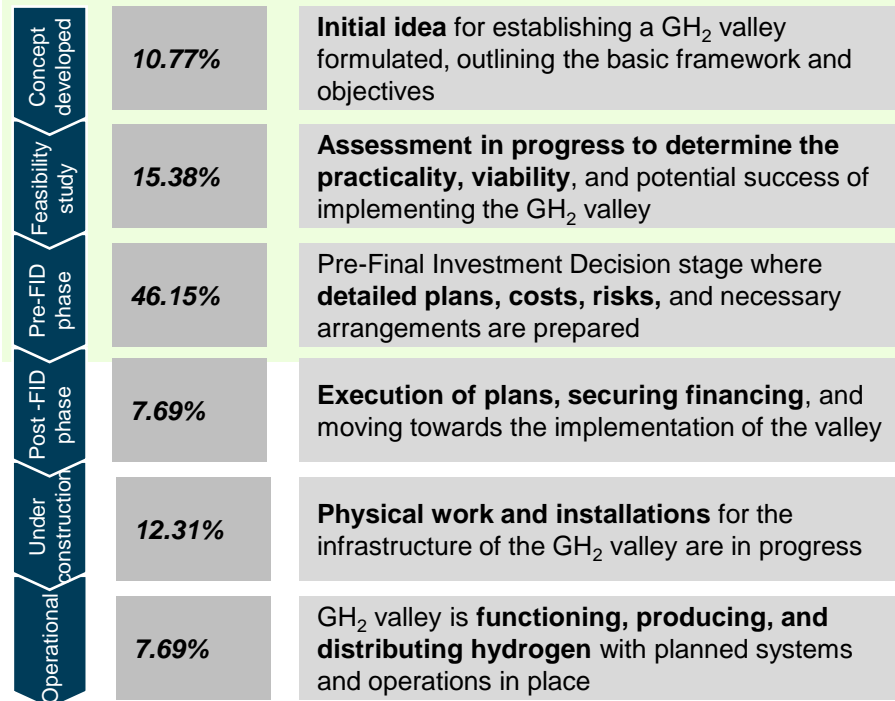 Concept
developed
10.77%
Initial idea for establishing a GH₂ valley
formulated, outlining the basic framework and
objectives
Feasibility
study
15.38%
Assessment in progress to determine the
practicality, viability, and potential success of
implementing the GH₂ valley
Pre-FID
phase
46.15%
Pre-Final Investment Decision stage where
detailed plans, costs, risks, and necessary
arrangements are prepared
Post -FID
phase
7.69%
Execution of plans, securing financing, and
moving towards the implementation of the valley
Under
construction
12.31%
Physical work and installations for the
infrastructure of the GH₂ valley are in progress
Operational
7.69%
GH₂ valley is functioning, producing, and
distributing hydrogen with planned systems
and operations in place